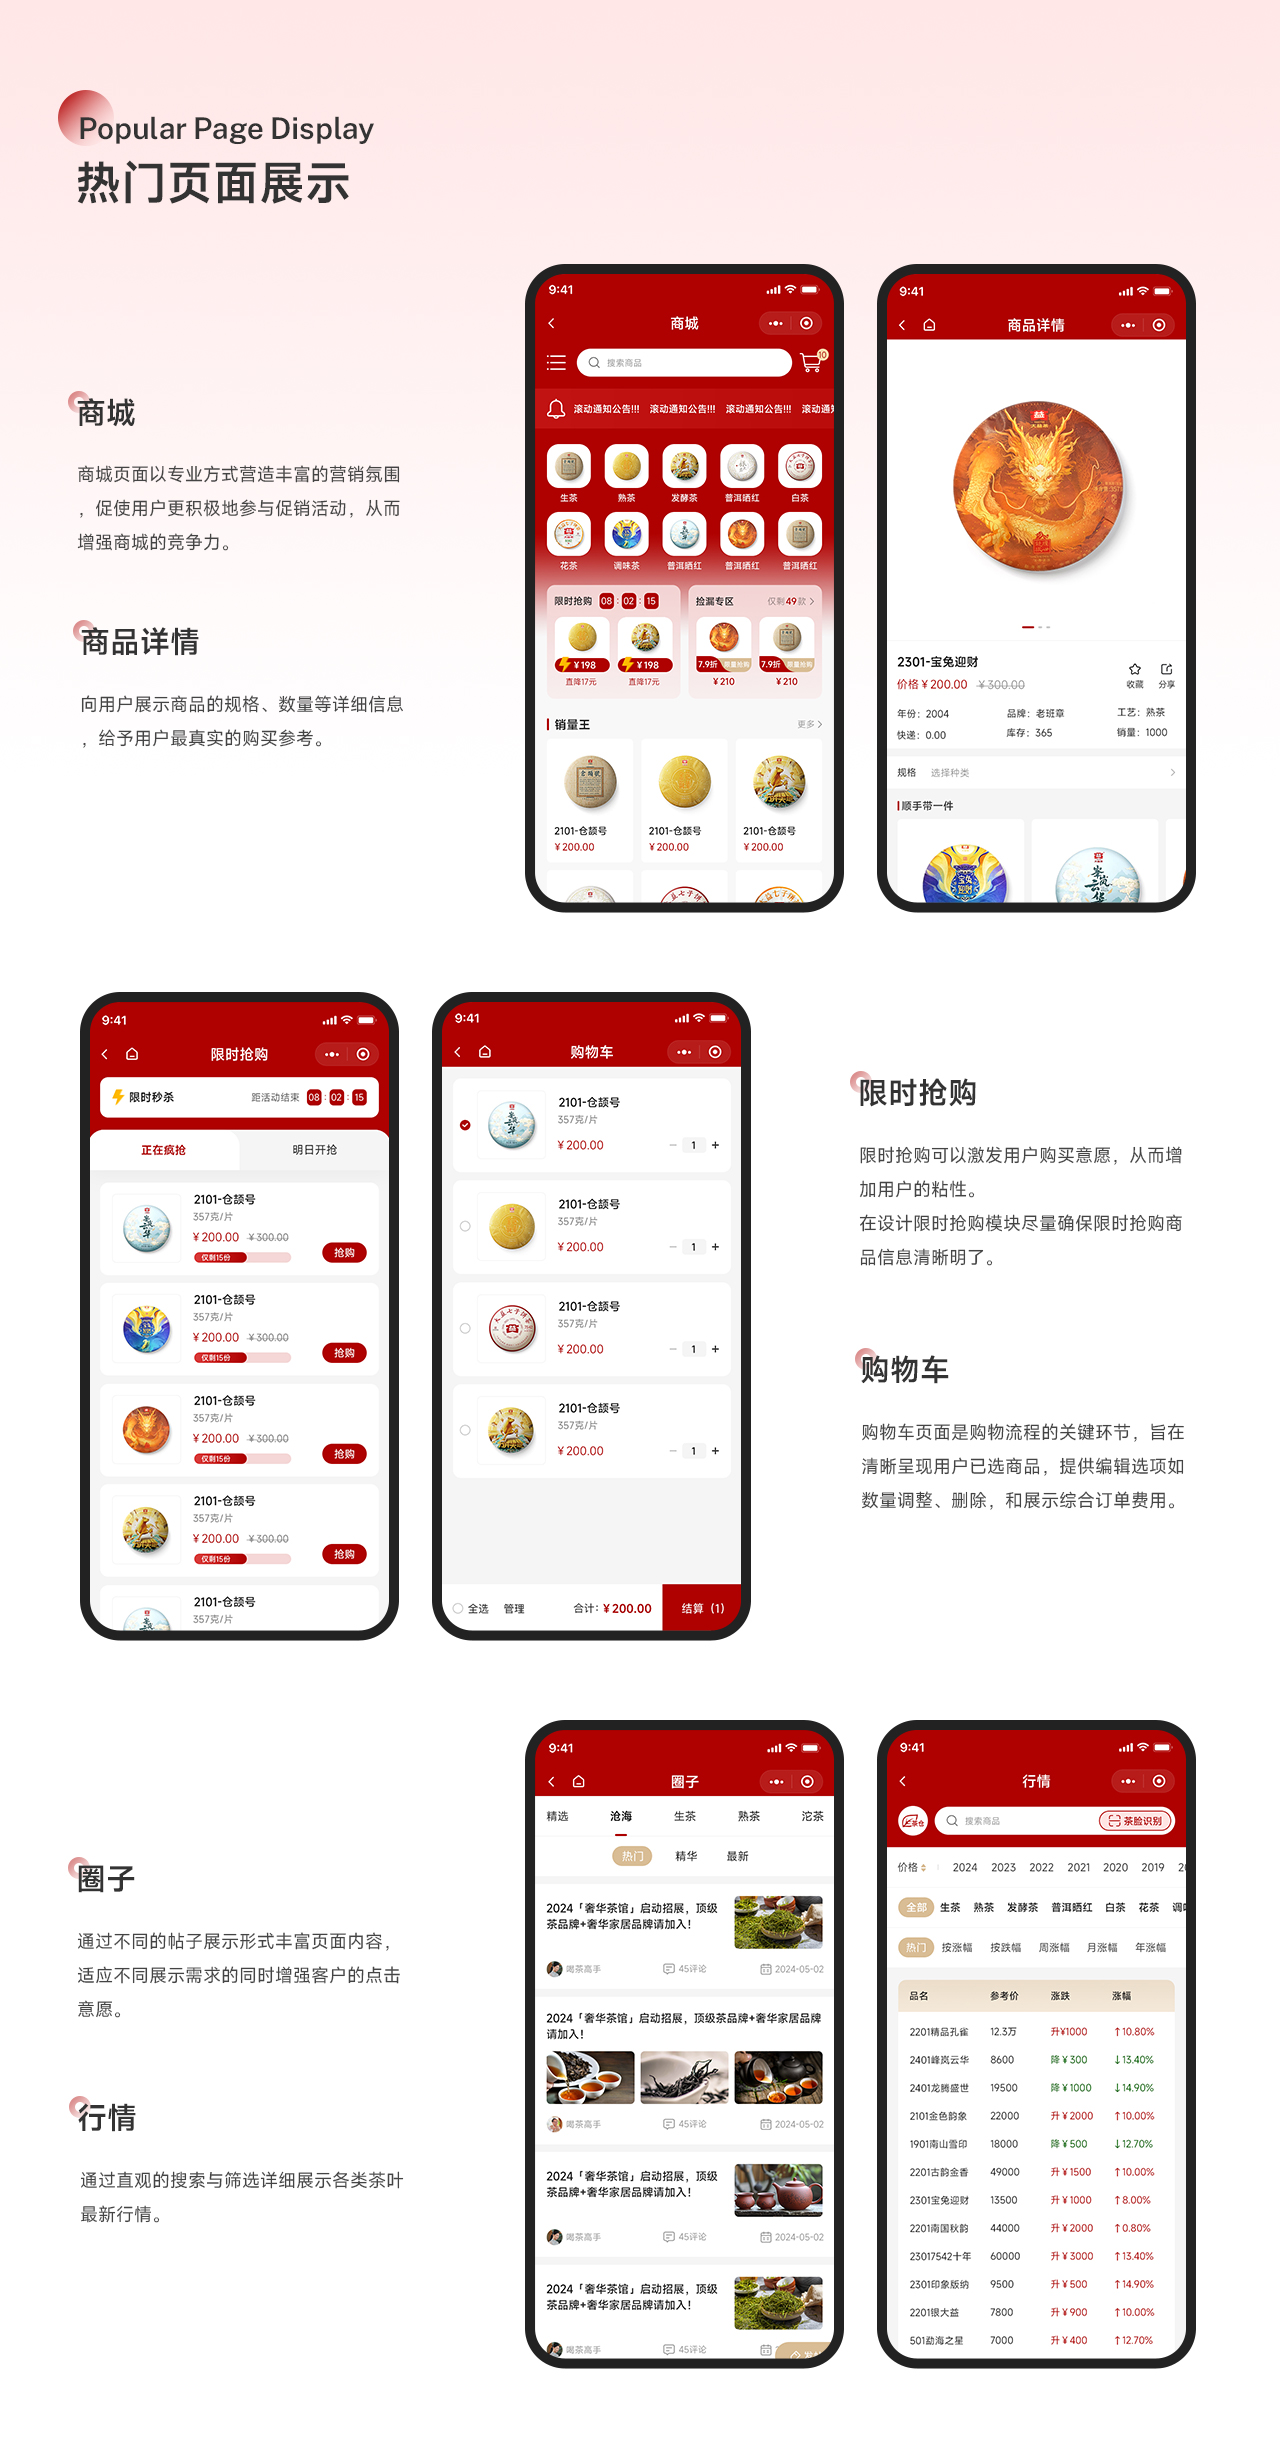 Popular Page Display
热门页面展示
商城
商城页面以专业方式营造丰富的营销氛围
，促使用户更积极地参与促销活动，从而
增强商城的竞争力。
商品详情
向用户展示商品的规格、数量等详细信息
，给予用户最真实的购买参考。
9:41
商城
搜索商品
10
滚动通知公告!!! 滚动通知公告!!! 滚动通知公告!!! 滚动通
生茶 熟茶 发酵茶 普洱晒红 白茶
花茶 调味茶 普洱晒红 普洱晒红 普洱晒红
限时抢购 08 : 02 : 15
¥198 ¥198
直降17元 直降17元
捡漏专区 仅剩49款
7.9折 限量抢购 7.9折 限量抢购
¥210 ¥210
销量王 更多
2101-仓颉号 2101-仓颉号 2101-仓颉号
¥200.00 ¥200.00 ¥200.00
9:41
商品详情
2301-宝兔迎财
价格¥200.00 ¥300.00
收藏 分享
年份：2004 品牌：老班章 工艺：熟茶
快递：0.00 库存：365 销量：1000
规格 选择种类
顺手带一件
9:41
限时抢购
限时秒杀 距活动结束 08 : 02 : 15
正在疯抢 明日开抢
2101-仓颉号
357克/片
¥200.00 ¥300.00
仅剩15份 抢购
2101-仓颉号
357克/片
¥200.00 ¥300.00
仅剩15份 抢购
2101-仓颉号
357克/片
¥200.00 ¥300.00
仅剩15份 抢购
2101-仓颉号
357克/片
¥200.00 ¥300.00
仅剩15份 抢购
2101-仓颉号
357克/片
9:41
购物车
2101-仓颉号
357克/片
¥200.00 − 1 +
2101-仓颉号
357克/片
¥200.00 − 1 +
2101-仓颉号
357克/片
¥200.00 − 1 +
2101-仓颉号
357克/片
¥200.00 − 1 +
全选 管理 合计：¥200.00 结算（1）
限时抢购
限时抢购可以激发用户购买意愿，从而增
加用户的粘性。
在设计限时抢购模块尽量确保限时抢购商
品信息清晰明了。
购物车
购物车页面是购物流程的关键环节，旨在
清晰呈现用户已选商品，提供编辑选项如
数量调整、删除，和展示综合订单费用。
圈子
通过不同的帖子展示形式丰富页面内容，
适应不同展示需求的同时增强客户的点击
意愿。
行情
通过直观的搜索与筛选详细展示各类茶叶
最新行情。
9:41
圈子
精选 沧海 生茶 熟茶 沱茶
热门 精华 最新
2024「奢华茶馆」启动招展，顶级
茶品牌+奢华家居品牌请加入！
喝茶高手 45评论 2024-05-02
2024「奢华茶馆」启动招展，顶级茶品牌+奢华家居品牌
请加入！
喝茶高手 45评论 2024-05-02
2024「奢华茶馆」启动招展，顶级
茶品牌+奢华家居品牌请加入！
喝茶高手 45评论 2024-05-02
2024「奢华茶馆」启动招展，顶级
茶品牌+奢华家居品牌请加入！
喝茶高手 45评论
9:41
行情
茶仓
搜索商品 茶脸识别
价格 2024 2023 2022 2021 2020 2019
全部 生茶 熟茶 发酵茶 普洱晒红 白茶 花茶 调
热门 按涨幅 按跌幅 周涨幅 月涨幅 年涨幅
品名 参考价 涨跌 涨幅
2201精品孔雀 12.3万 升¥1000 ↑10.80%
2401峰岚云华 8600 降¥300 ↓13.40%
2401龙腾盛世 19500 降¥1000 ↓14.90%
2101金色韵象 22000 升¥2000 ↑10.00%
1901南山雪印 18000 降¥500 ↓12.70%
2201古韵金香 49000 升¥1500 ↑10.00%
2301宝兔迎财 13500 升¥1000 ↑8.00%
2201南国秋韵 44000 升¥2000 ↑0.80%
23017542十年 60000 升¥3000 ↑13.40%
2301印象版纳 9500 升¥500 ↑14.90%
2201银大益 7800 升¥900 ↑10.00%
501勐海之星 7000 升¥400 ↑12.70%